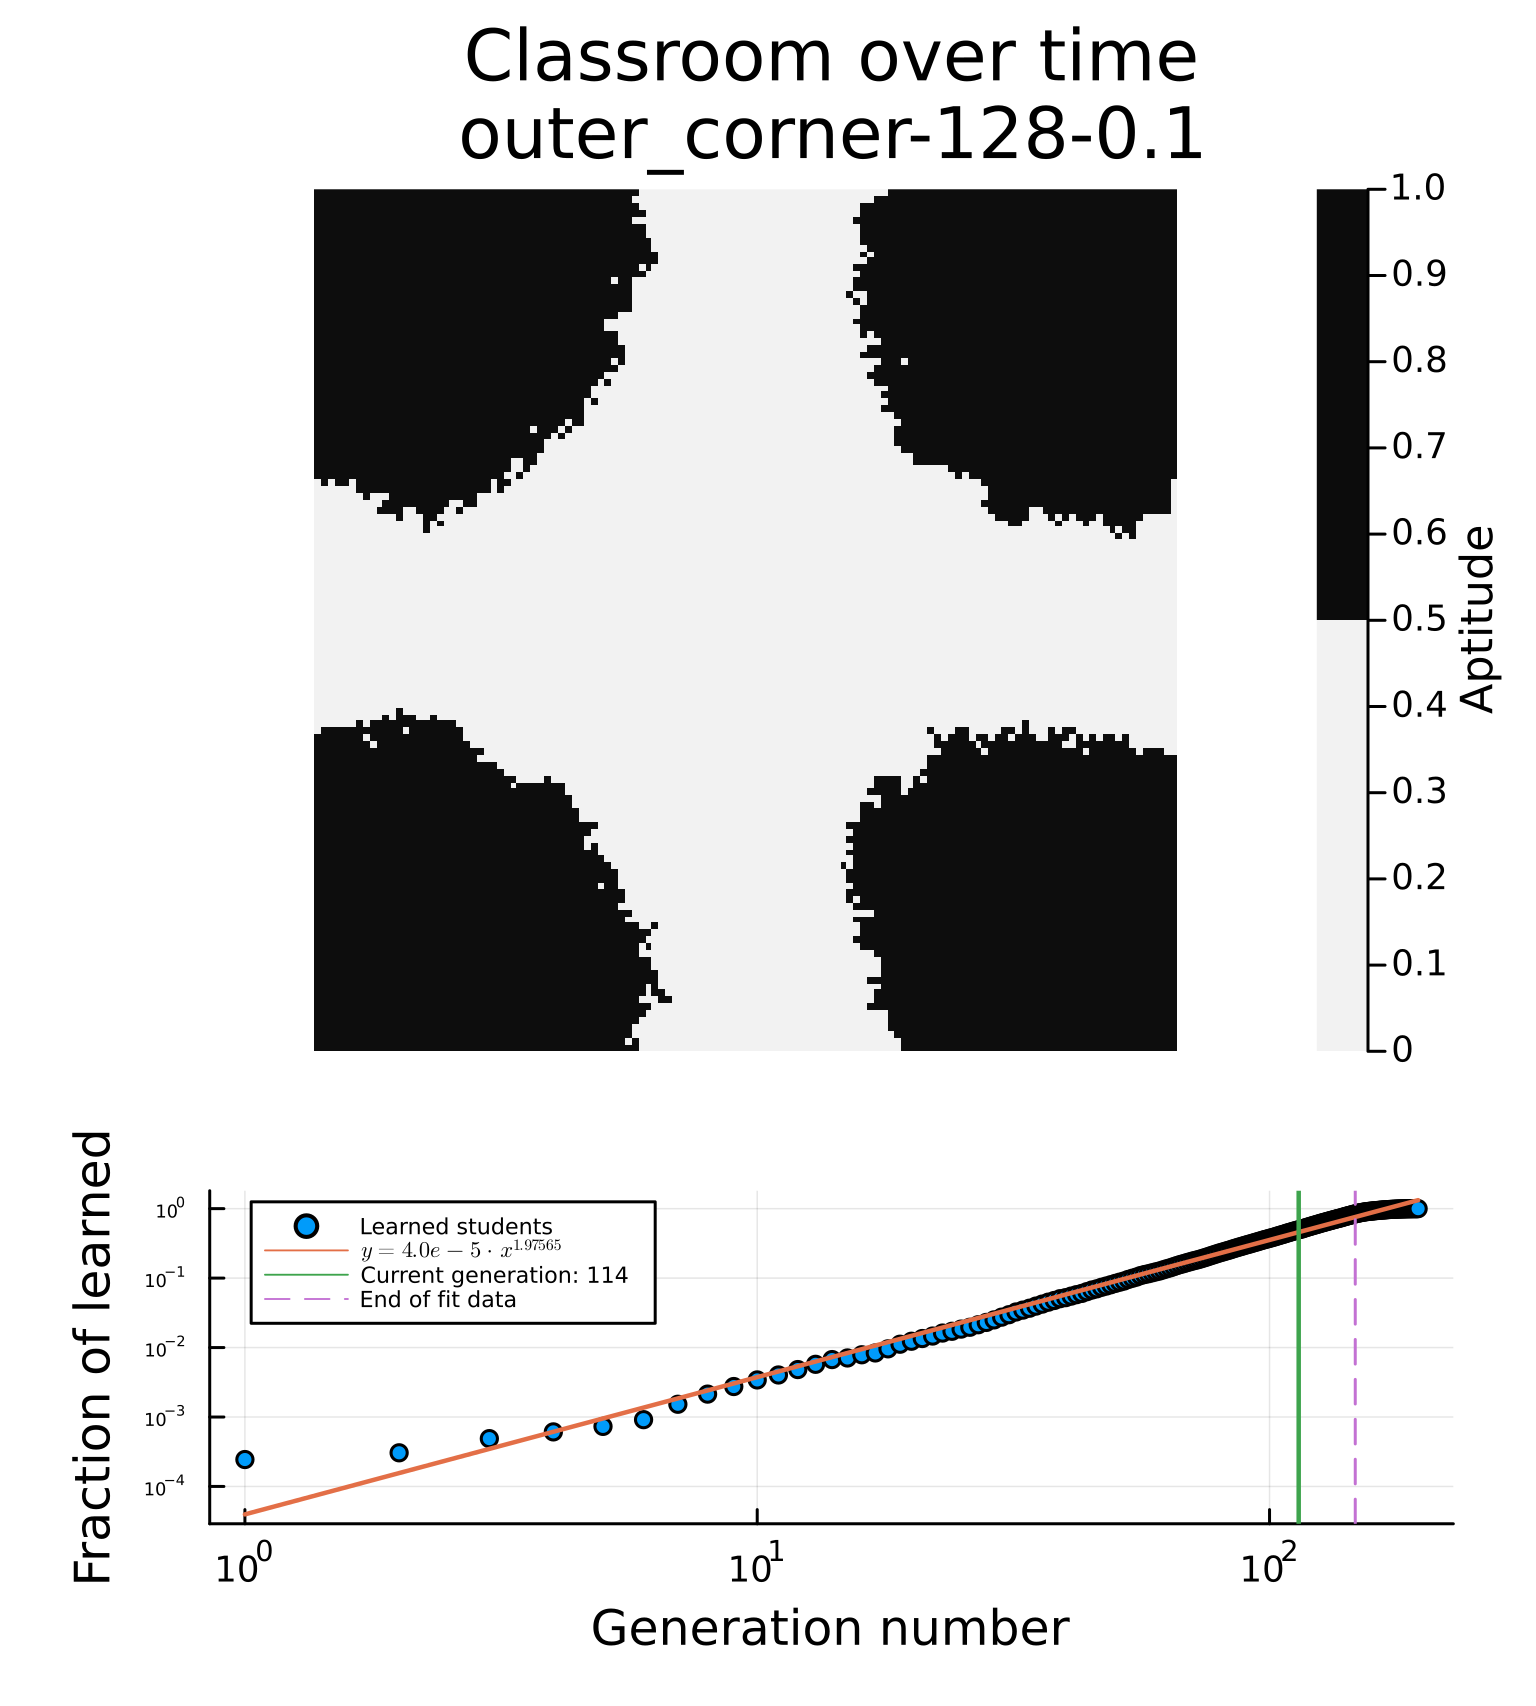 Classroom over time
outer_corner-128-0.1
1.0
0.9
0.8
0.7
0.6
0.5
0.4
0.3
0.2
0.1
0
Aptitude
Fraction of learned
10⁰
10⁻¹
10⁻²
10⁻³
10⁻⁴
Learned students
y = 4.0e − 5 · x^1.97565
Current generation: 114
End of fit data
10⁰ 10¹ 10²
Generation number